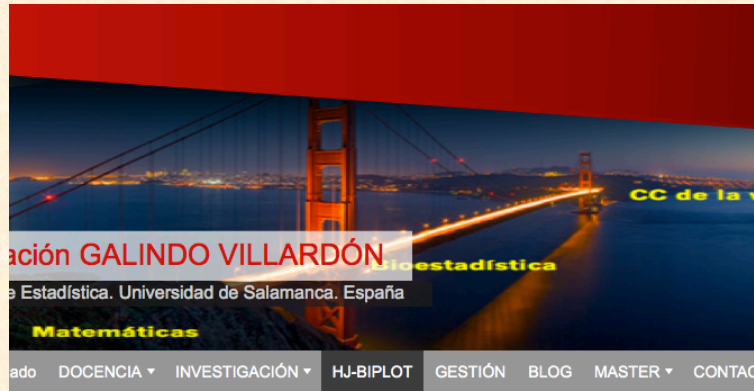 CC de la v
ación GALINDO VILLARDÓN
Bioestadística
e Estadística. Universidad de Salamanca. España
Matemáticas
ado DOCENCIA INVESTIGACIÓN HJ-BIPLOT GESTIÓN BLOG MASTER CONTAC